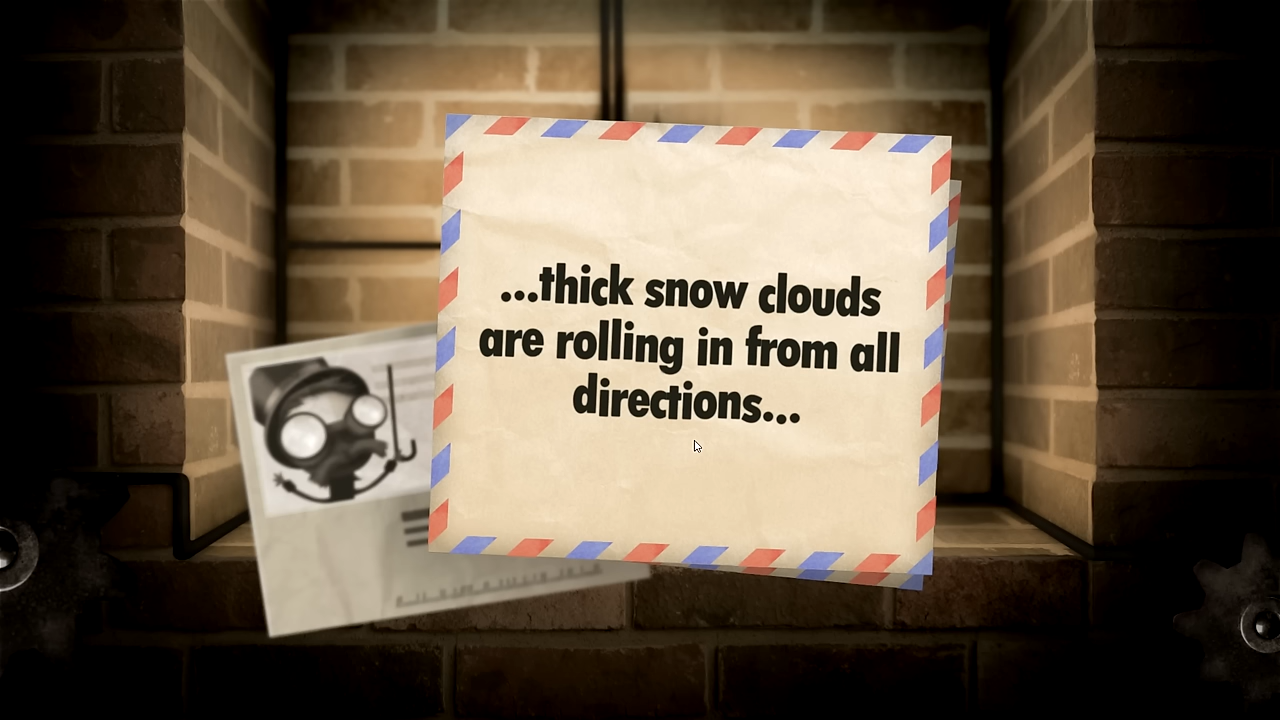 ...thick snow clouds
are rolling in from all
directions...